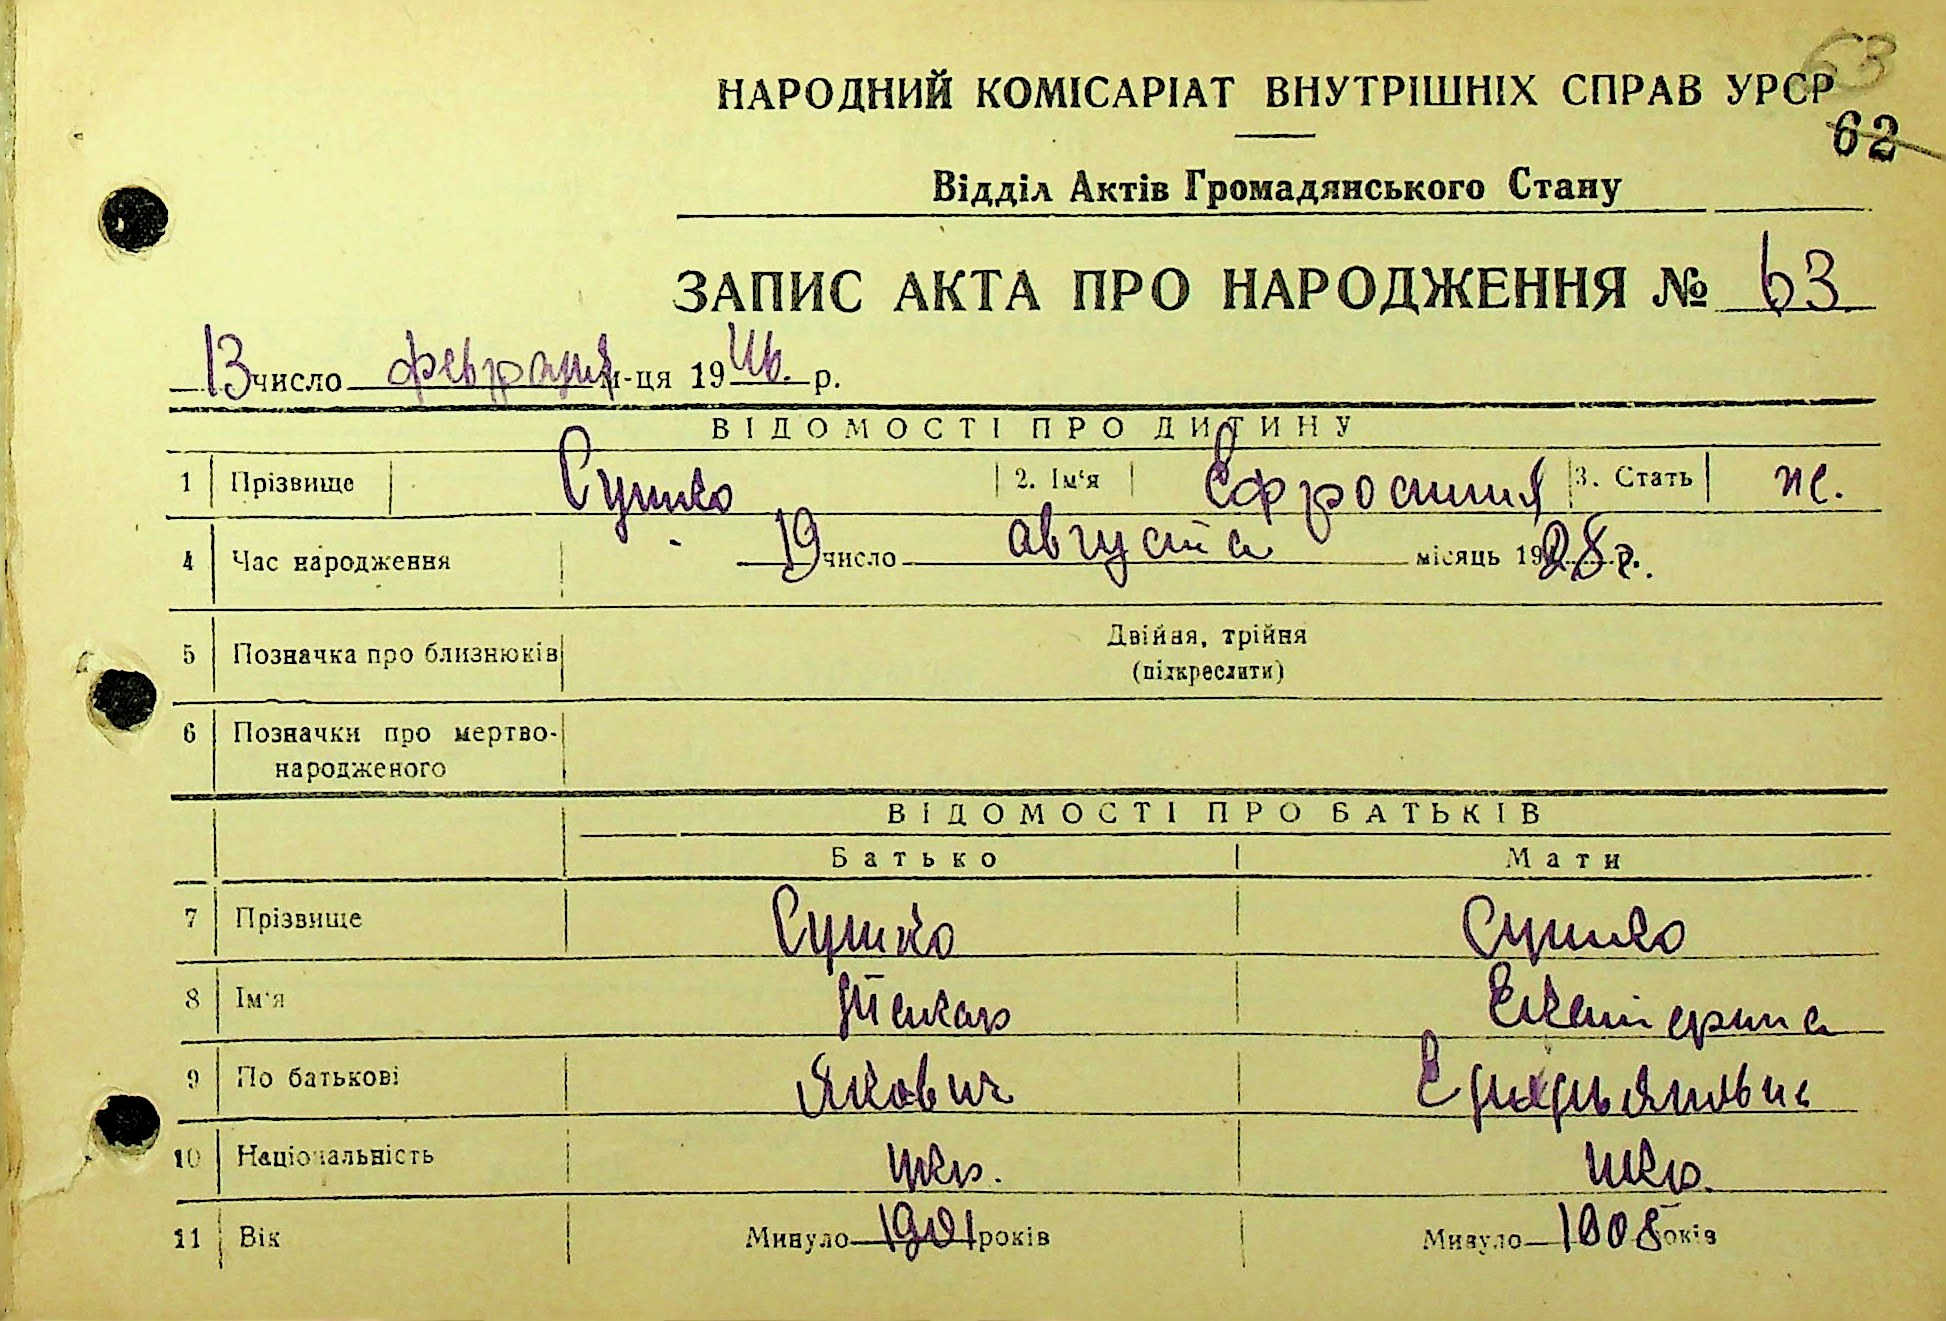 63
НАРОДНИЙ КОМІСАРІАТ ВНУТРІШНІХ СПРАВ УРСР
62
Відділ Актів Громадянського Стану
ЗАПИС АКТА ПРО НАРОДЖЕННЯ № 63
13 число февраля м-ця 1946. р.
ВІДОМОСТІ ПРО ДИТИНУ
1 Прізвище Сушко 2. Ім'я Ефросиния 3. Стать ж.
4 Час народження 19 число августа місяць 1928 г.
5 Позначка про близнюків Двійня, трійня
(підкреслити)
6 Позначки про мертво-
народженого
ВІДОМОСТІ ПРО БАТЬКІВ
Батько Мати
7 Прізвище Сушко Сушко
8 Ім'я Макар Екатерина
9 По батькові Якович
10 Національність укр. укр.
11 Вік Минуло 1901 років Минуло 1908 років